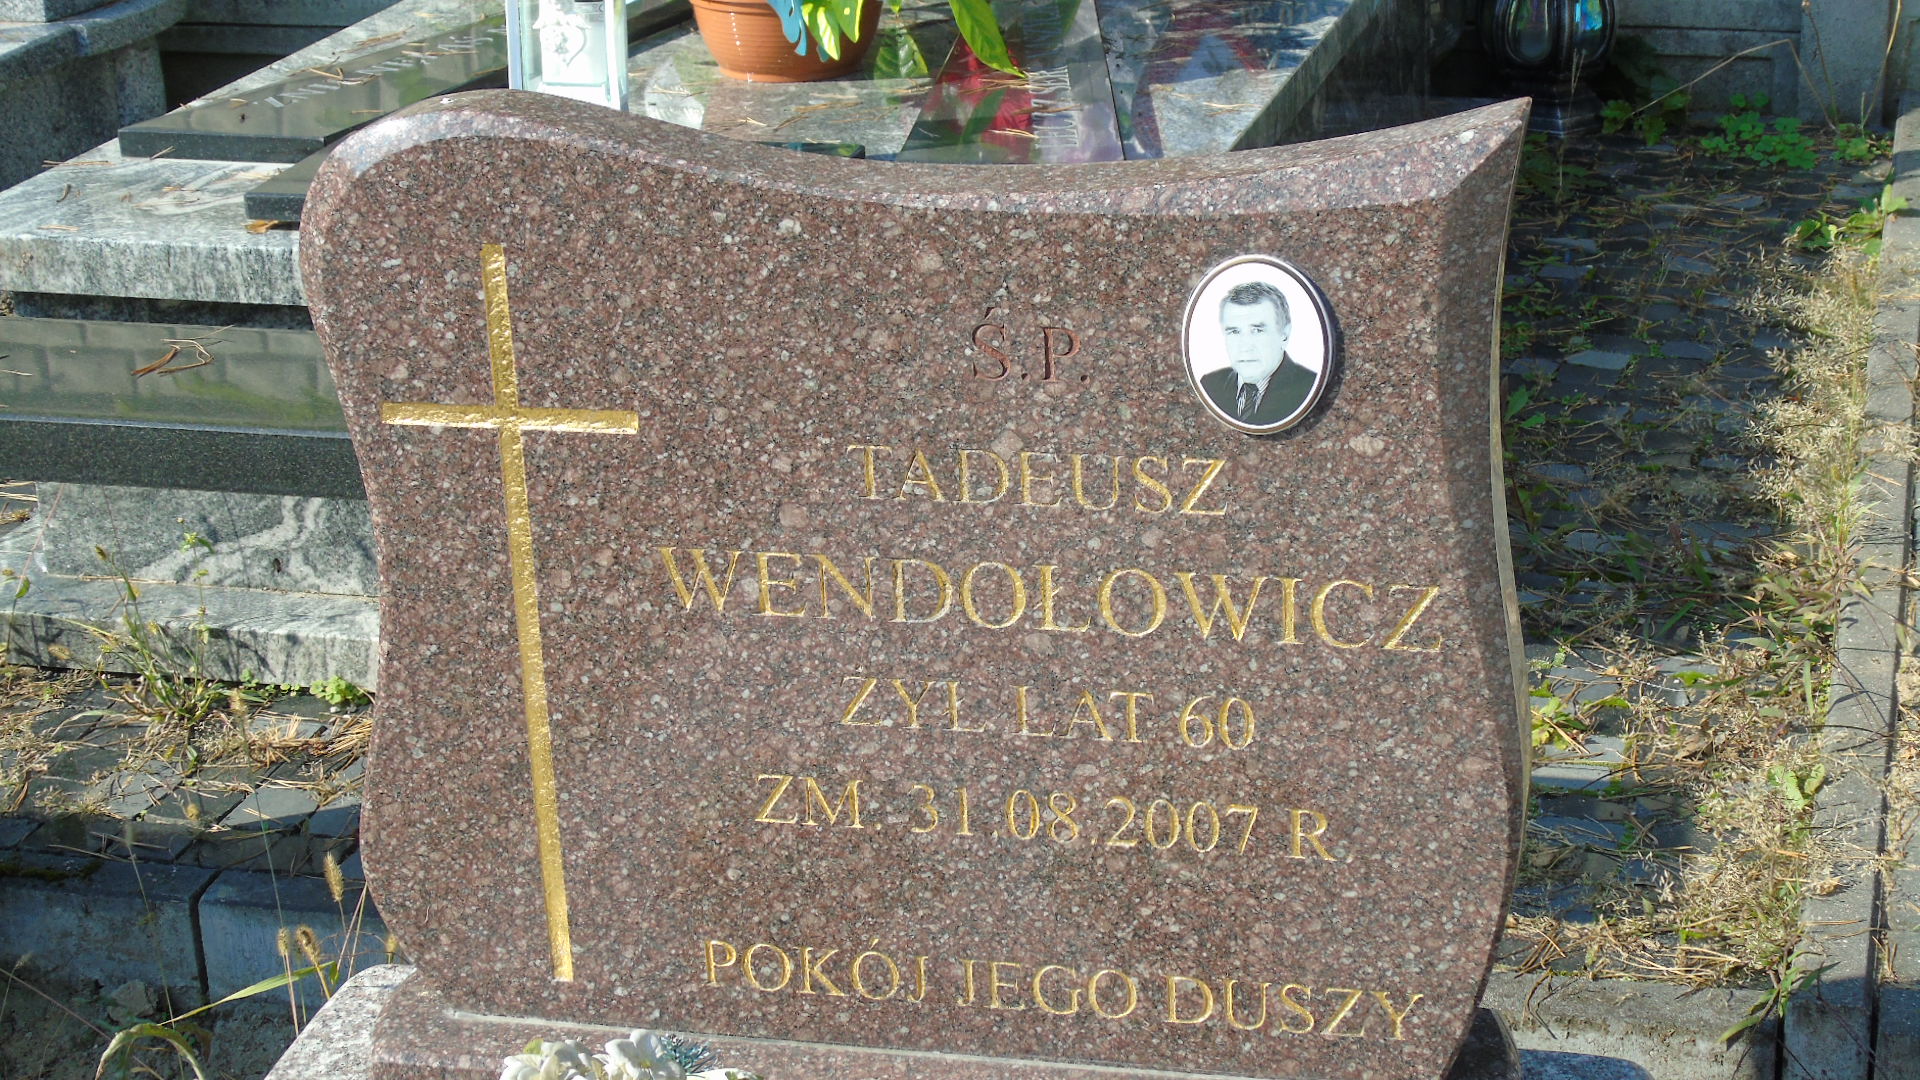 Ś.P.
TADEUSZ
WENDOŁOWICZ
ŻYŁ LAT 60
ZM. 31.08.2007 R.
POKÓJ JEGO DUSZY